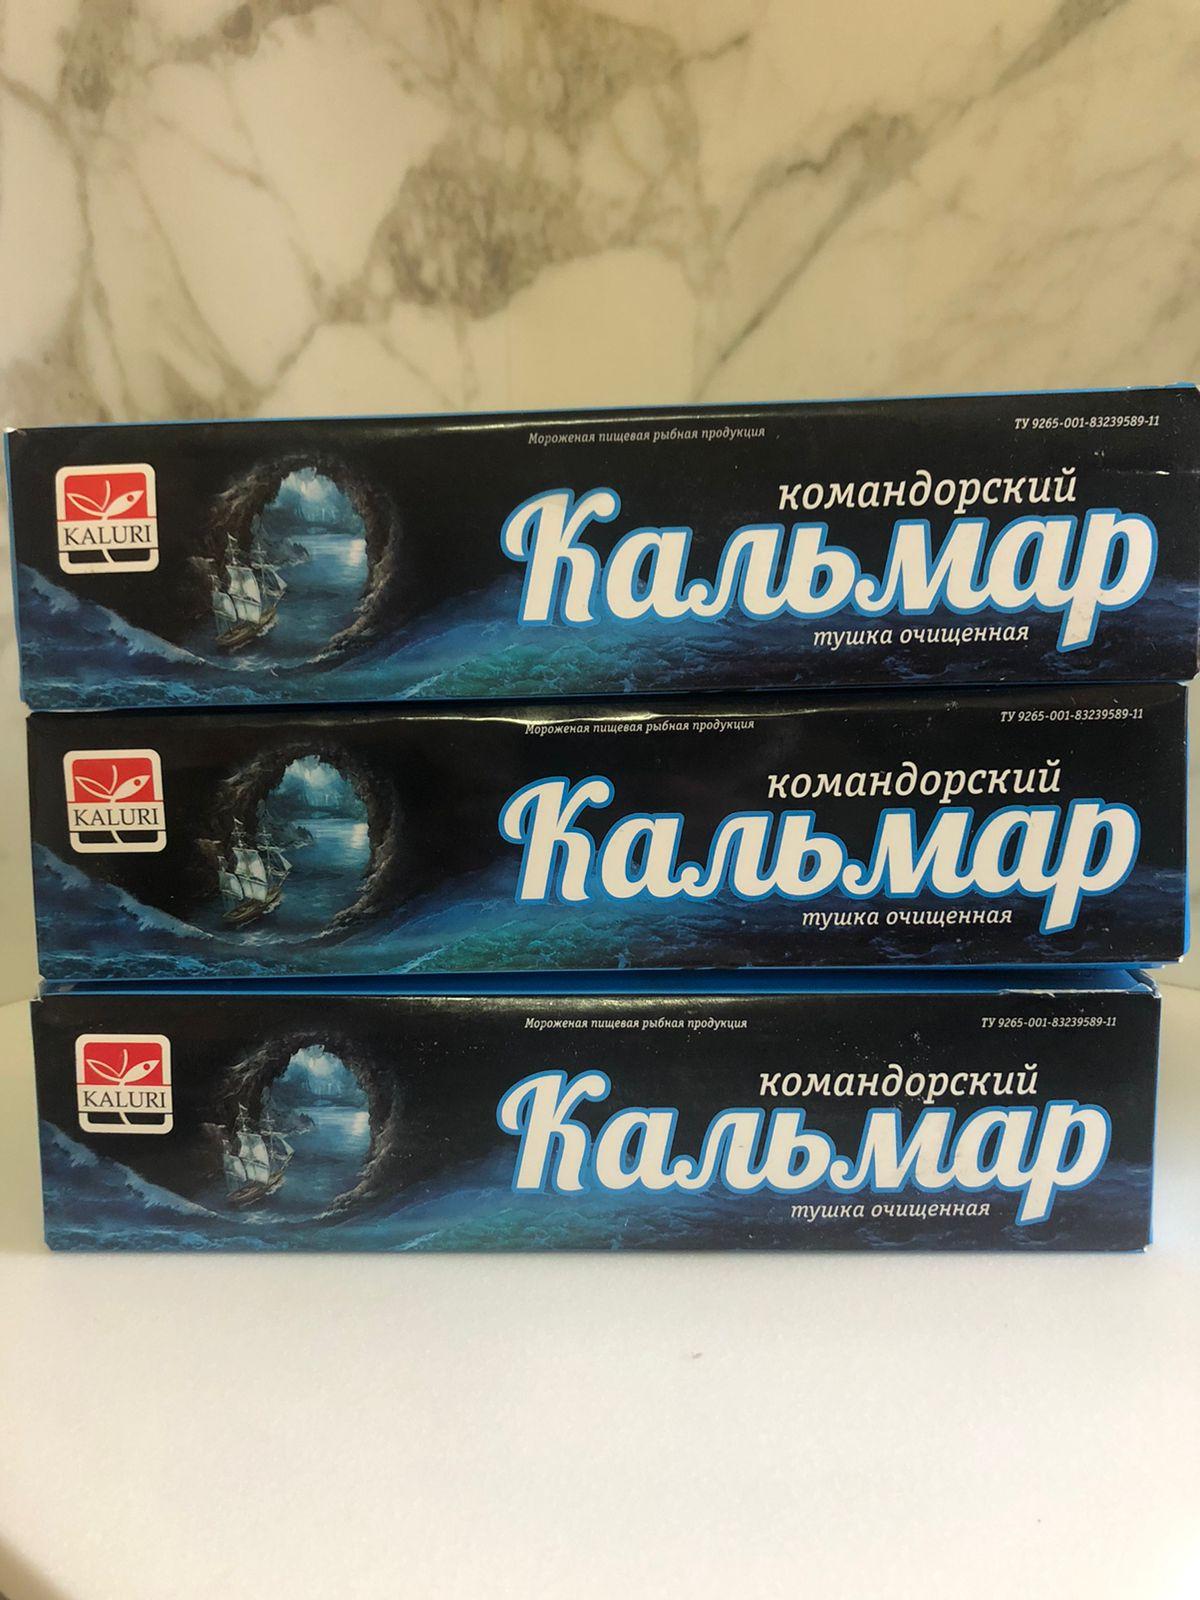 Мороженая пищевая рыбная продукция
ТУ 9265-001-83239589-11
KALURI
командорский
Кальмар
тушка очищенная
Мороженая пищевая рыбная продукция
ТУ 9265-001-83239589-11
KALURI
командорский
Кальмар
тушка очищенная
Мороженая пищевая рыбная продукция
ТУ 9265-001-83239589-11
KALURI
командорский
Кальмар
тушка очищенная